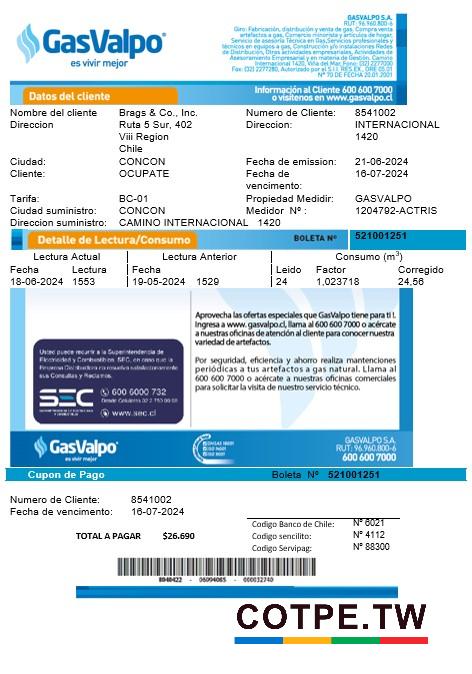 GASVALPO S.A.
RUT: 96.960.800-6
Giro: Fabricación, distribución y venta de gas. Compra venta
artefactos a gas, Comercio minorista y artículos de hogar,
Servicio de asesoría Técnica en Gas,Servicios profesionales y
técnicos en equipos a gas, Construcción y/o instalaciones Redes
de Distribución, Otras actividades empresariales en
Asesoramiento Empresarial y en materia de Gestión. Camino
Internacional 1420, Viña del Mar, Fono: (32) 2277000
Fax: (32) 2277280, Autorizado por el S.I.I. RES.EX., DRE 05.01
N° 70 DE FECHA 20.01.2001
GasValpo
es vivir mejor
Información al Cliente 600 600 7000
o visítenos en www.gasvalpo.cl
Datos del cliente
Nombre del cliente Brags & Co., Inc. Numero de Cliente: 8541002
Direccion Ruta 5 Sur, 402 Direccion: INTERNACIONAL
Viii Region 1420
Chile
Ciudad: CONCON Fecha de emission: 21-06-2024
Cliente: OCUPATE Fecha de 16-07-2024
vencimento:
Tarifa: BC-01 Propiedad Medidir: GASVALPO
Ciudad suministro: CONCON Medidor Nº : 1204792-ACTRIS
Direccion suministro: CAMINO INTERNACIONAL 1420
Detalle de Lectura/Consumo BOLETA Nº 521001251
Lectura Actual Lectura Anterior Consumo (m³)
Fecha Lectura Fecha Leido Factor Corregido
18-06-2024 1553 19-05-2024 1529 24 1,023718 24,56
Aprovecha las ofertas especiales que GasValpo tiene para ti !.
Ingresa a www. gasvalpo.cl, llama al 600 600 7000 o acércate
a nuestras oficinas de atención al cliente para conocer nuestra
variedad de artefactos.
Por seguridad, eficiencia y ahorro realiza mantenciones
periódicas a tus artefactos a gas natural. Llama al
600 600 7000 o acércate a nuestras oficinas comerciales
para solicitar la visita de nuestro servicio técnico.
Usted puede recurrir a la Superintendencia de
Electricidad y Combustibles, SEC, en caso que la
Empresa Distribuidora no resuelva satisfactoriamente
sus Consultas y Reclamos.
SEC
600 6000 732
www.sec.cl
GasValpo
es vivir mejor
GASVALPO S.A.
RUT: 96.960.800-6
600 600 7000
Cupon de Pago Boleta Nº 521001251
Numero de Cliente: 8541002
Fecha de vencimento: 16-07-2024
TOTAL A PAGAR $26.690
Codigo Banco de Chile: Nº 6021
Codigo sencilito: Nº 4112
Codigo Servipag: Nº 88300
8848422 - 06094065 - 000032740
COTPE.TW